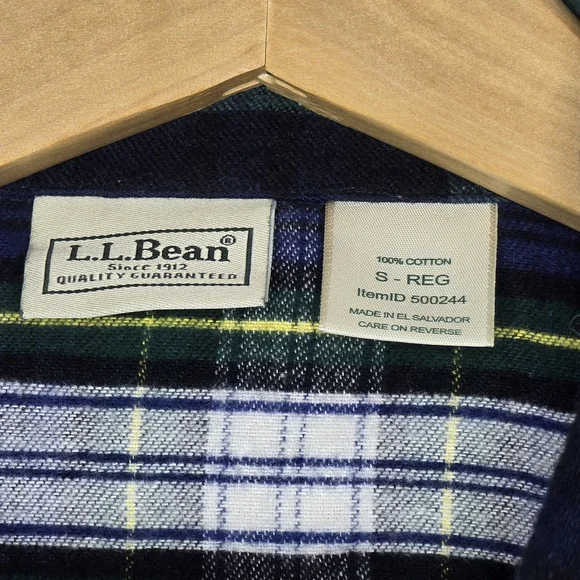 L.L.Bean®
Since 1912
QUALITY GUARANTEED
100% COTTON
S - REG
ItemID 500244
MADE IN EL SALVADOR
CARE ON REVERSE